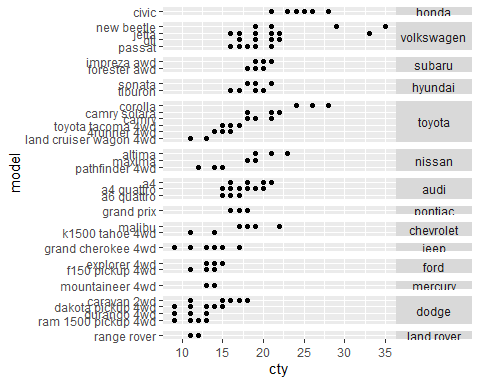 civic
honda
new beetle
jetta
gti
passat
volkswagen
impreza awd
forester awd
subaru
sonata
tiburon
hyundai
corolla
camry solara
camry
toyota tacoma 4wd
4runner 4wd
land cruiser wagon 4wd
toyota
altima
maxima
pathfinder 4wd
nissan
a4
a4 quattro
a6 quattro
audi
grand prix
pontiac
malibu
k1500 tahoe 4wd
chevrolet
grand cherokee 4wd
jeep
explorer 4wd
f150 pickup 4wd
ford
mountaineer 4wd
mercury
caravan 2wd
dakota pickup 4wd
durango 4wd
ram 1500 pickup 4wd
dodge
range rover
land rover
model
10 15 20 25 30 35
cty